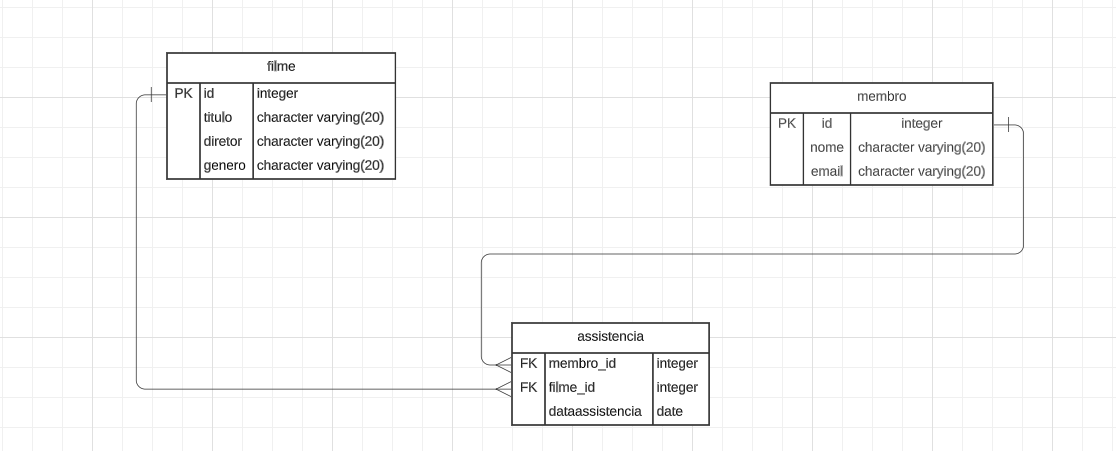 filme
PK id integer
titulo character varying(20)
diretor character varying(20)
genero character varying(20)
membro
PK id integer
nome character varying(20)
email character varying(20)
assistencia
FK membro_id integer
FK filme_id integer
dataassistencia date